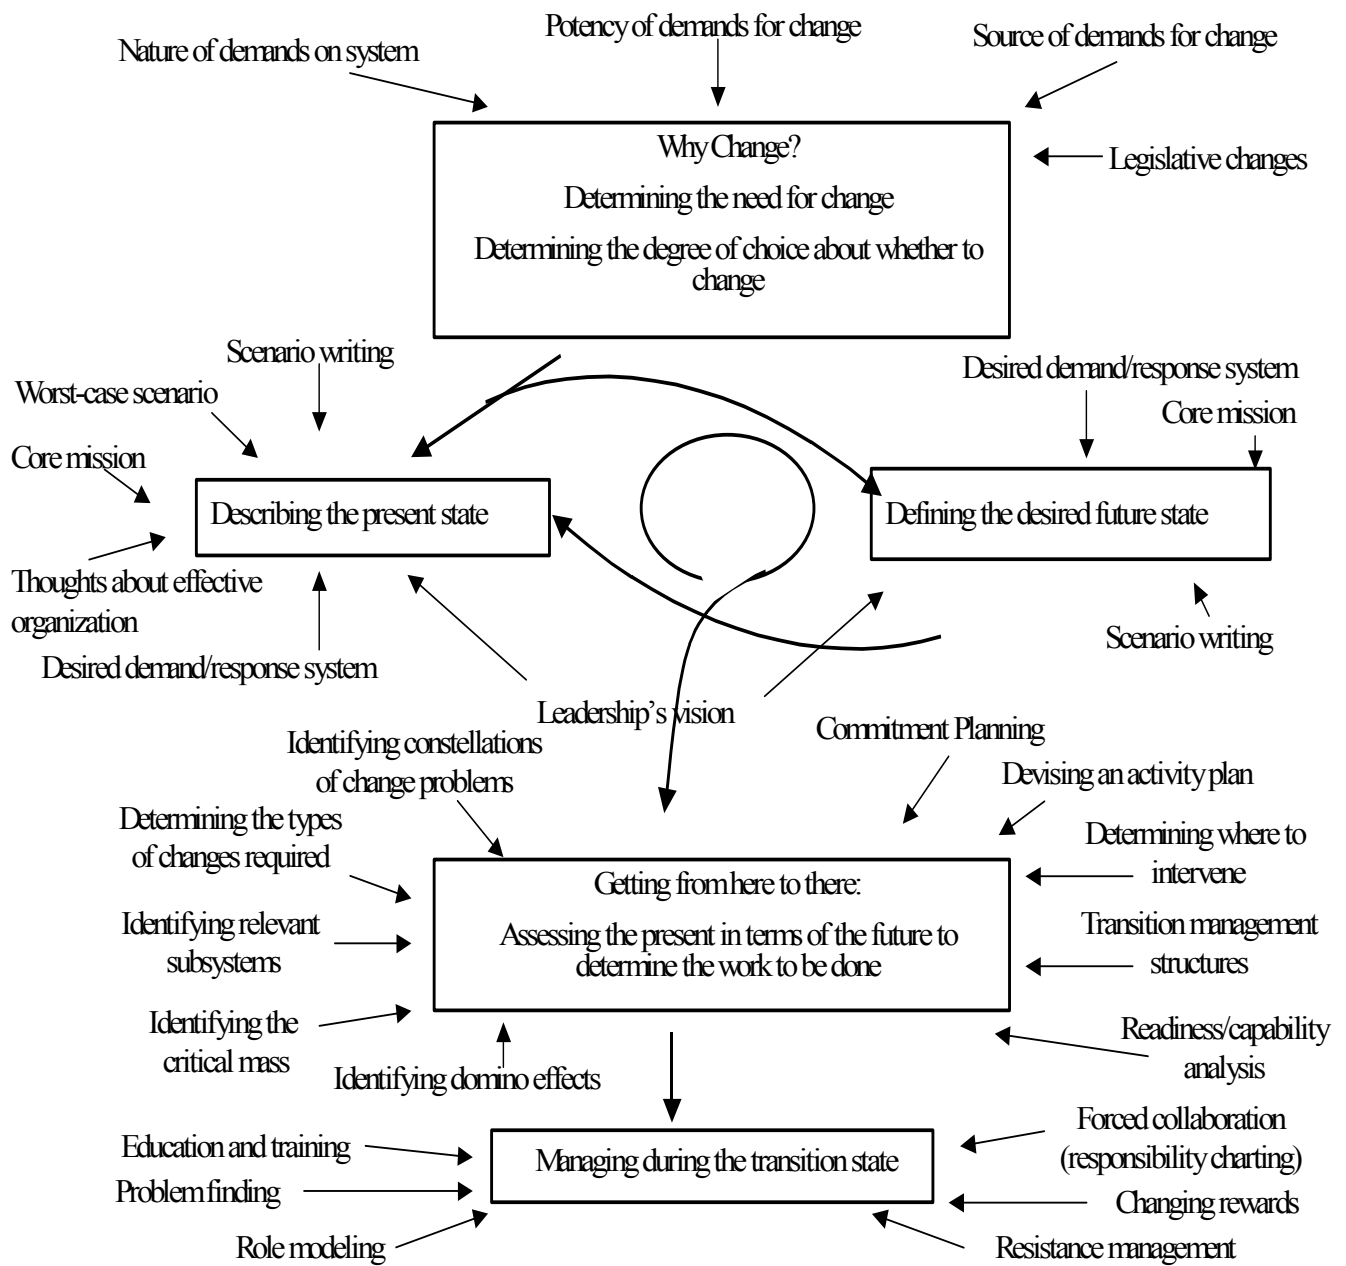 Potency of demands for change
Nature of demands on system
Source of demands for change
Why Change?
Legislative changes
Determining the need for change
Determining the degree of choice about whether to
change
Scenario writing
Desired demand/response system
Worst-case scenario
Core mission
Core mission
Describing the present state
Defining the desired future state
Thoughts about effective
organization
Scenario writing
Desired demand/response system
Leadership’s vision
Commitment Planning
Identifying constellations
of change problems
Devising an activity plan
Determining the types
of changes required
Determining where to
intervene
Getting from here to there:
Assessing the present in terms of the future to
determine the work to be done
Identifying relevant
subsystems
Transition management
structures
Identifying the
critical mass
Readiness/capability
analysis
Identifying domino effects
Education and training
Managing during the transition state
Forced collaboration
(responsibility charting)
Problem finding
Changing rewards
Role modeling
Resistance management